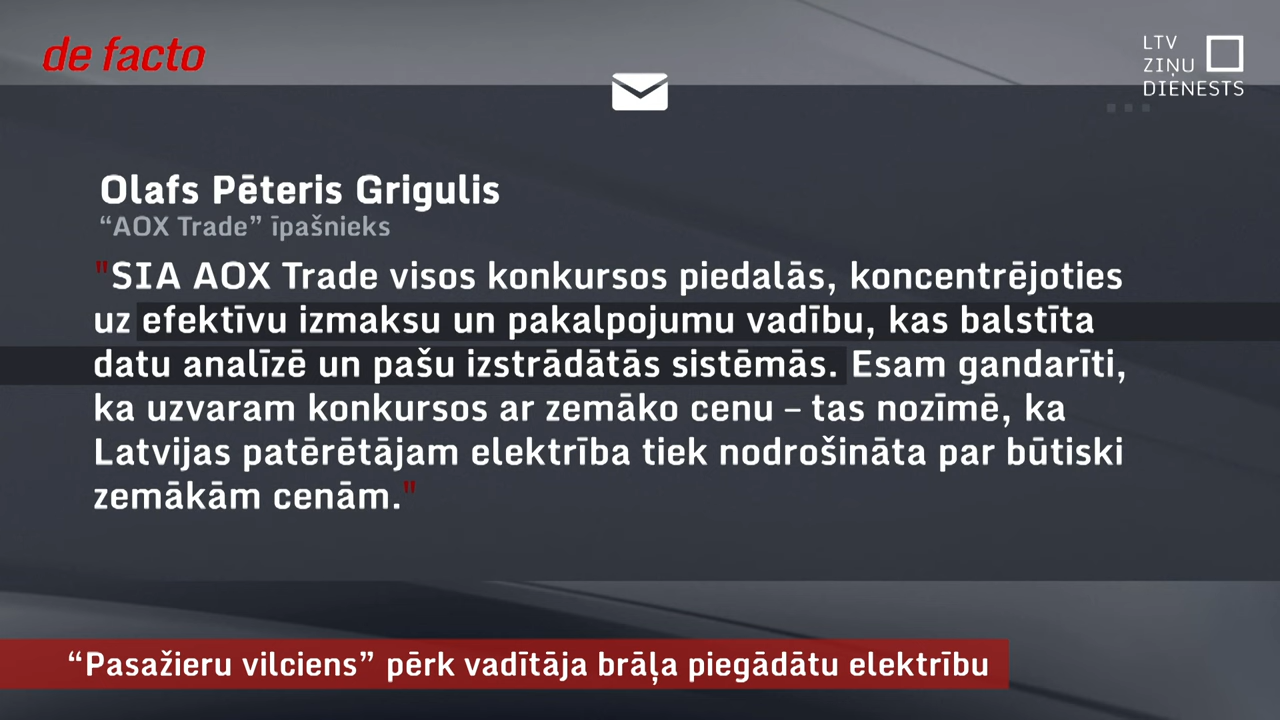 de facto
LTV
ZIŅU
DIENESTS
Olafs Pēteris Grigulis
“AOX Trade” īpašnieks
"SIA AOX Trade visos konkursos piedalās, koncentrējoties
uz efektīvu izmaksu un pakalpojumu vadību, kas balstīta
datu analīzē un pašu izstrādātās sistēmās. Esam gandarīti,
ka uzvaram konkursos ar zemāko cenu – tas nozīmē, ka
Latvijas patērētājam elektrība tiek nodrošināta par būtiski
zemākām cenām."
“Pasažieru vilciens” pērk vadītāja brāļa piegādātu elektrību